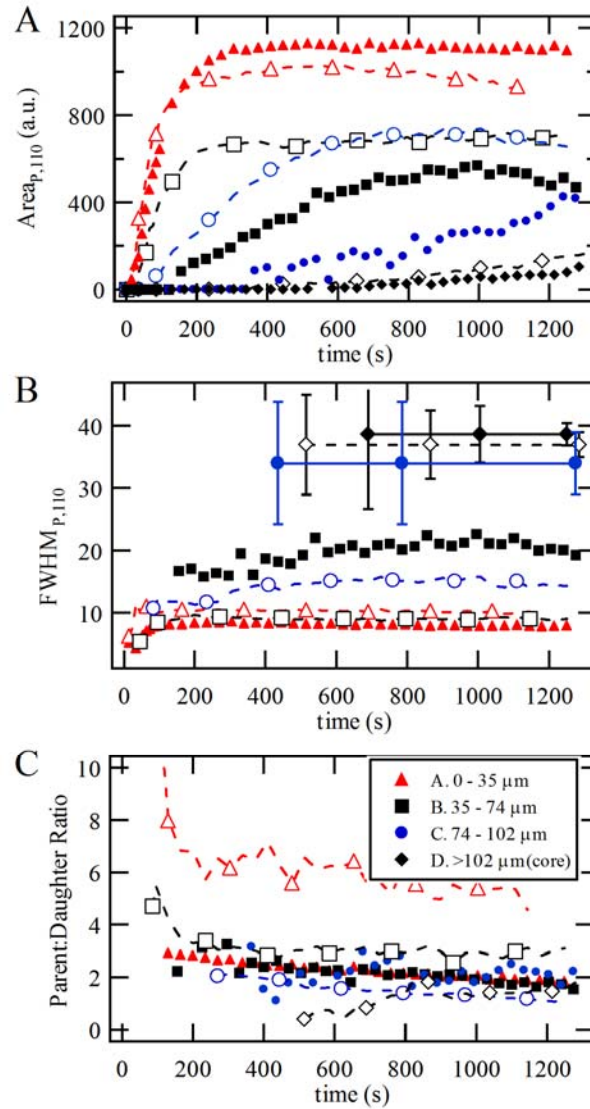 A
1200
800
400
0
Area P,110 (a.u.)
0 200 400 600 800 1000 1200
time (s)
B
40
30
20
10
FWHM P,110
0 200 400 600 800 1000 1200
time (s)
C
10
8
6
4
2
0
Parent:Daughter Ratio
A. 0 - 35 µm
B. 35 - 74 µm
C. 74 - 102 µm
D. >102 µm(core)
0 200 400 600 800 1000 1200
time (s)